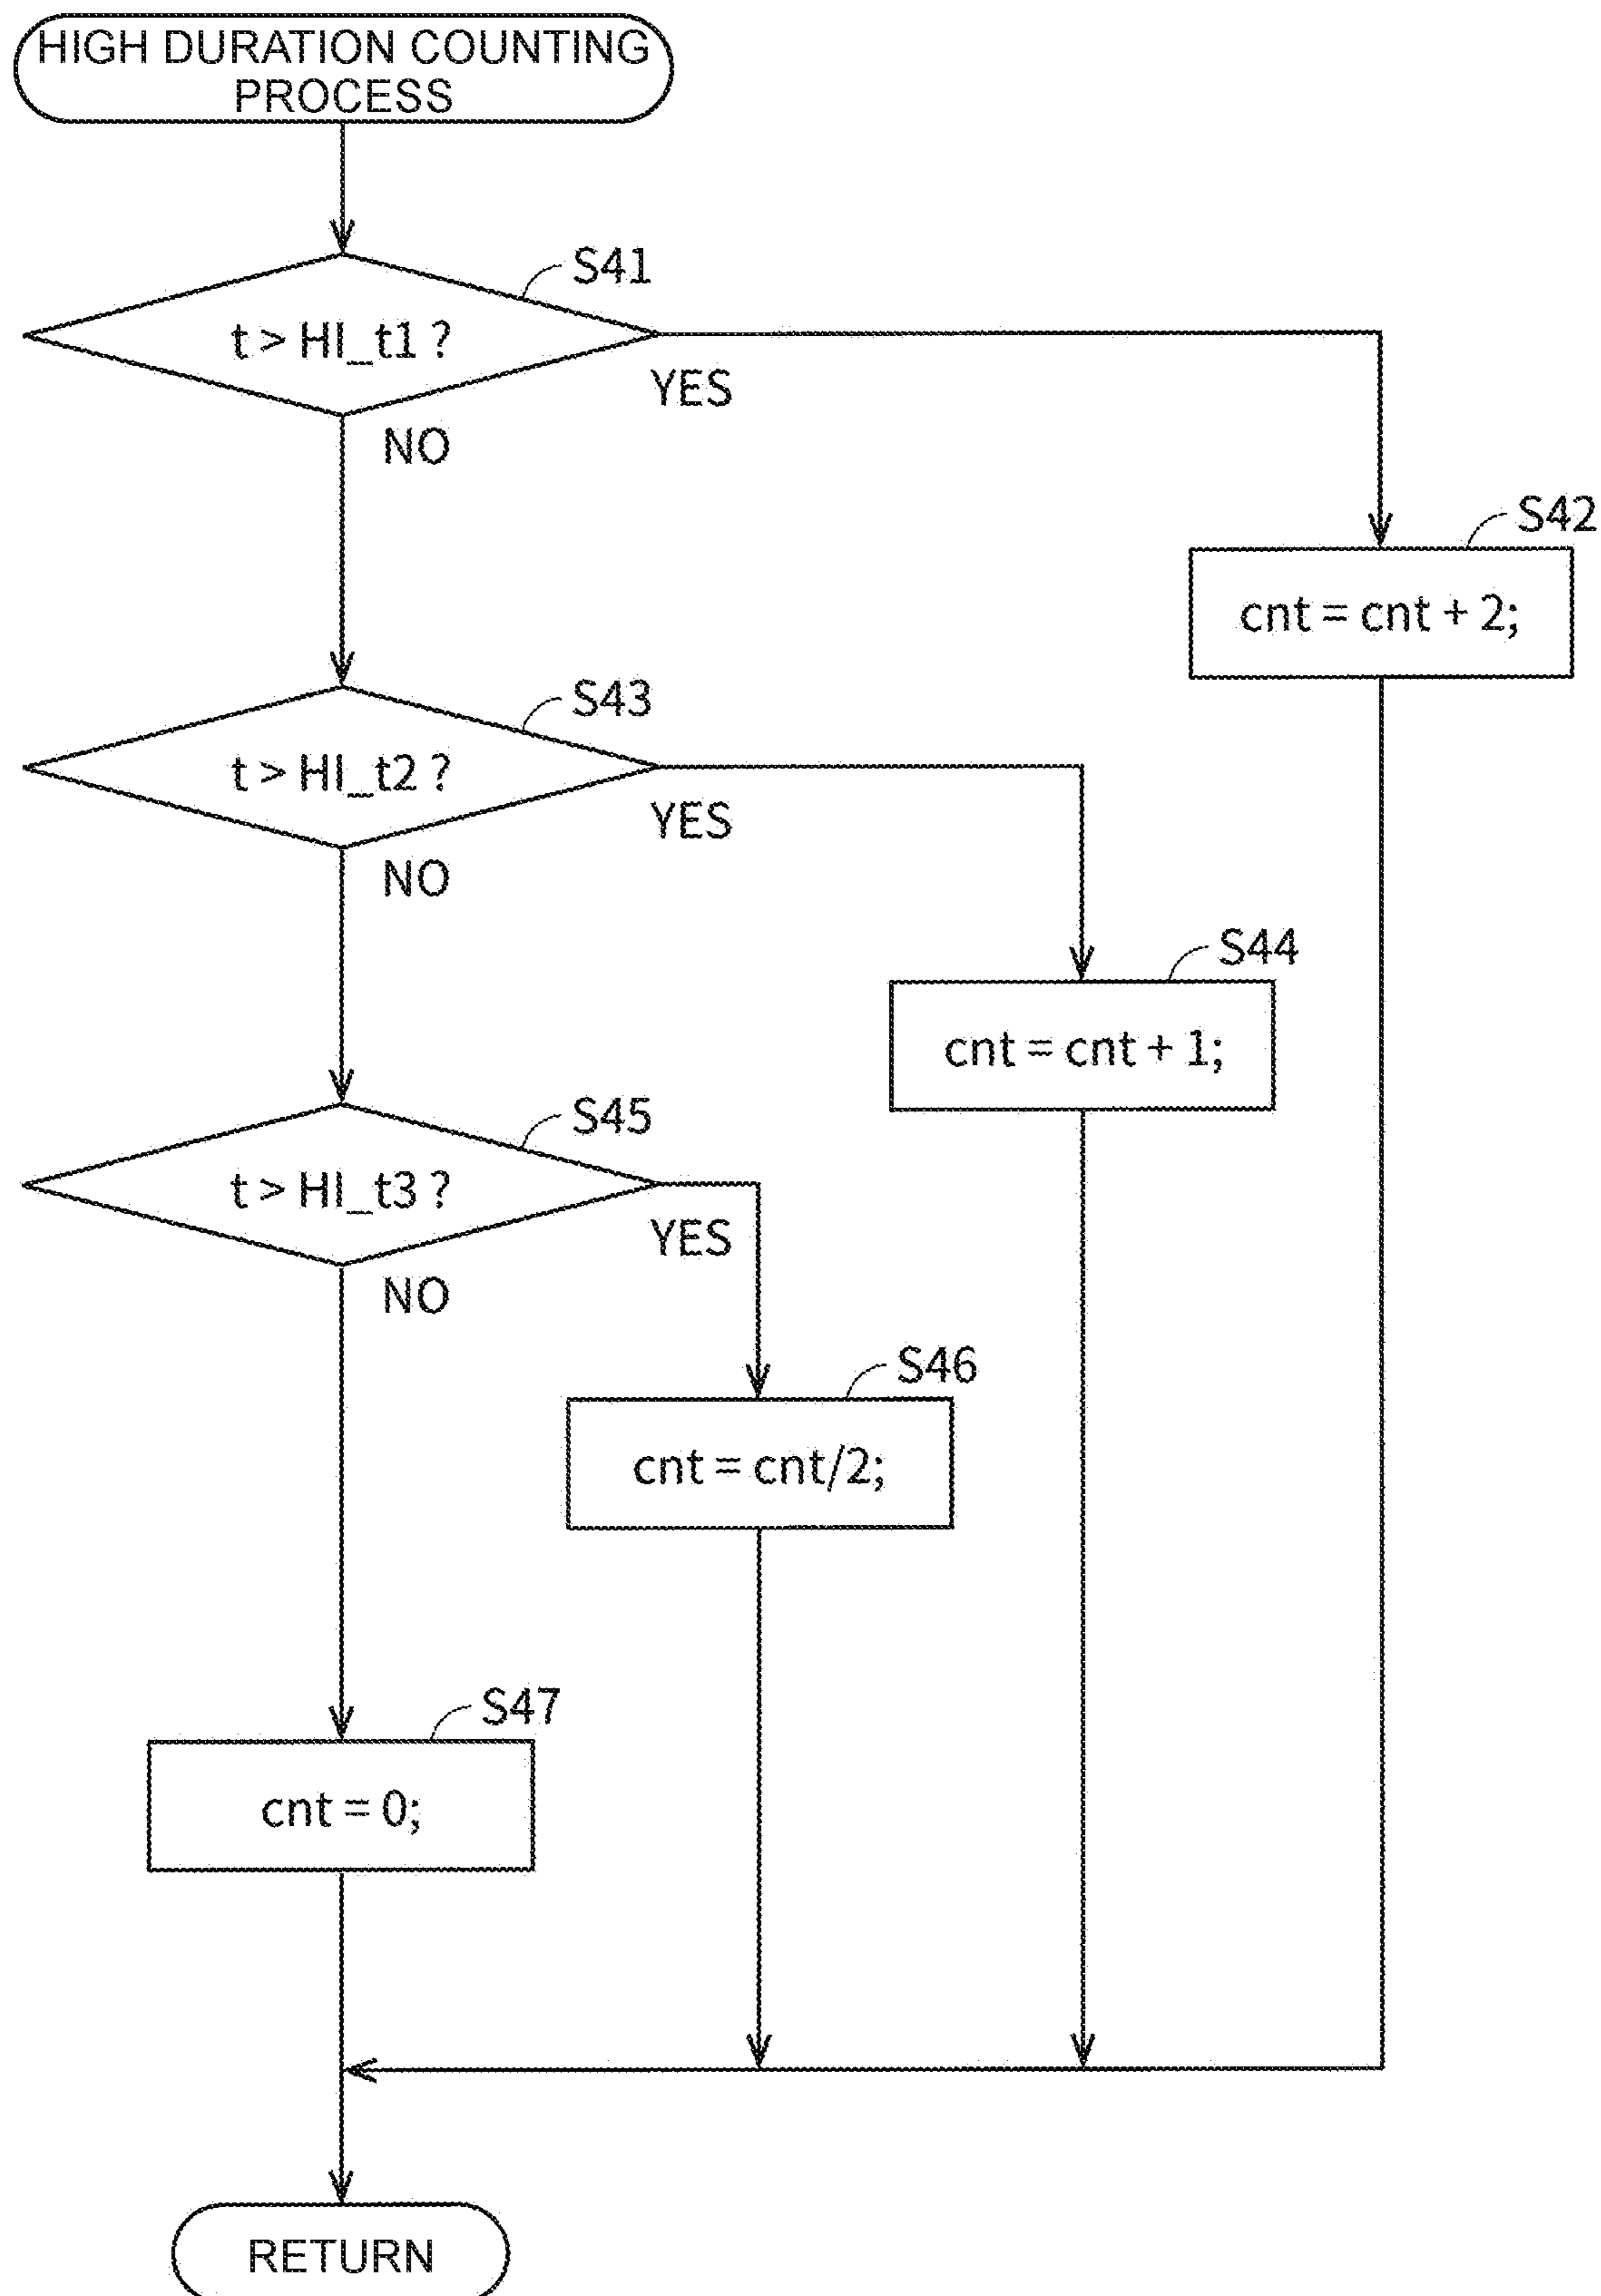 HIGH DURATION COUNTING
PROCESS
S41
t > HI_t1 ?
YES
NO
S42
cnt = cnt + 2;
S43
t > HI_t2 ?
YES
NO
S44
cnt = cnt + 1;
S45
t > HI_t3 ?
YES
NO
S46
cnt = cnt/2;
S47
cnt = 0;
RETURN